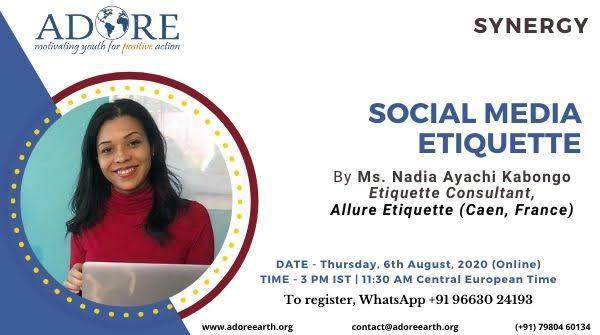 ADORE
motivating youth for positive action
SYNERGY
SOCIAL MEDIA
ETIQUETTE
By Ms. Nadia Ayachi Kabongo
Etiquette Consultant,
Allure Etiquette (Caen, France)
DATE - Thursday, 6th August, 2020 (Online)
TIME - 3 PM IST | 11:30 AM Central European Time
To register, WhatsApp +91 96630 24193
www.adoreearth.org contact@adoreearth.org (+91) 79804 60134